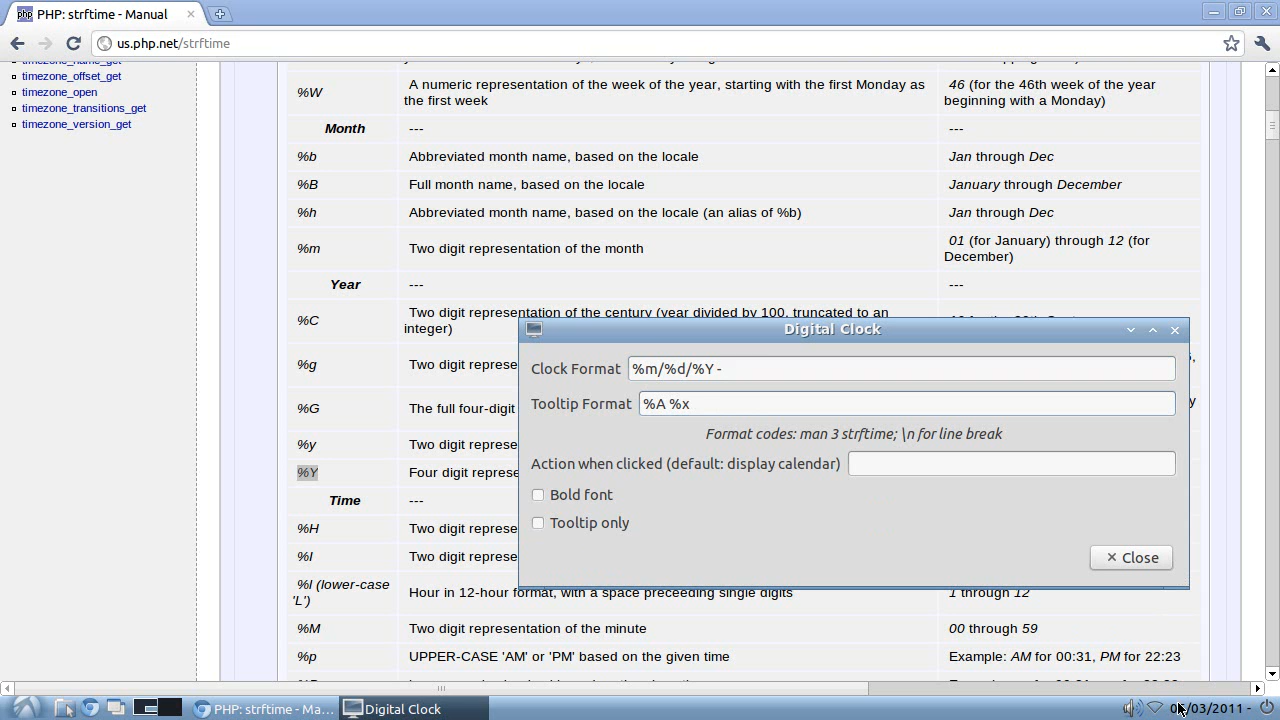 PHP: strftime - Manual
us.php.net/strftime
timezone_name_get
timezone_offset_get
timezone_open
timezone_transitions_get
timezone_version_get
%W
A numeric representation of the week of the year, starting with the first Monday as
the first week
46 (for the 46th week of the year
beginning with a Monday)
Month
---
---
%b
Abbreviated month name, based on the locale
Jan through Dec
%B
Full month name, based on the locale
January through December
%h
Abbreviated month name, based on the locale (an alias of %b)
Jan through Dec
%m
Two digit representation of the month
01 (for January) through 12 (for
December)
Year
---
---
%C
Two digit representation of the century (year divided by 100, truncated to an
integer)
%g
Two digit represe
%G
The full four-digit
%y
Two digit represe
%Y
Four digit represe
Time
---
%H
Two digit represe
%I
Two digit represe
%l (lower-case
'L')
Hour in 12-hour format, with a space preceeding single digits
1 through 12
%M
Two digit representation of the minute
00 through 59
%p
UPPER-CASE 'AM' or 'PM' based on the given time
Example: AM for 00:31, PM for 22:23
Digital Clock
Clock Format %m/%d/%Y -
Tooltip Format %A %x
Format codes: man 3 strftime; \n for line break
Action when clicked (default: display calendar)
Bold font
Tooltip only
Close
PHP: strftime - Ma...
Digital Clock
/03/2011 -